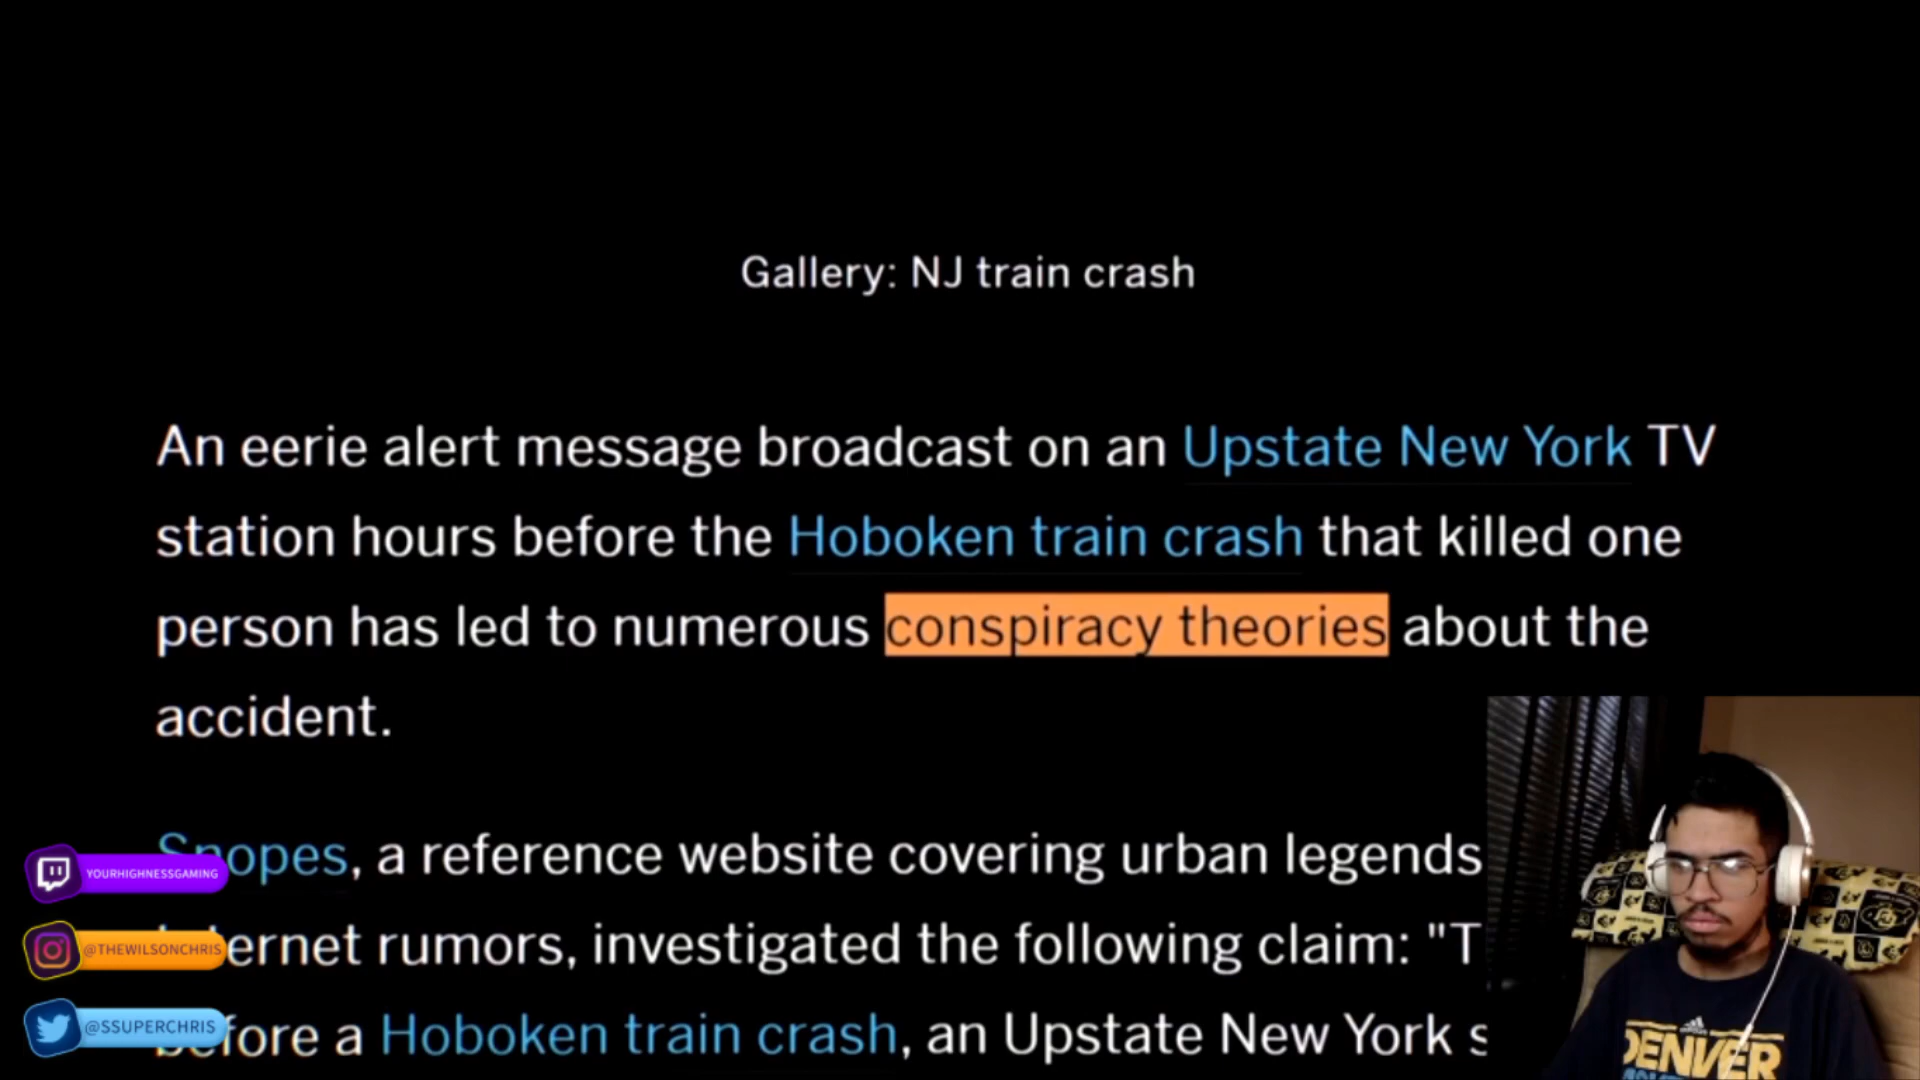 Gallery: NJ train crash
An eerie alert message broadcast on an Upstate New York TV
station hours before the Hoboken train crash that killed one
person has led to numerous conspiracy theories about the
accident.
Snopes, a reference website covering urban legends
ernet rumors, investigated the following claim: "T
before a Hoboken train crash, an Upstate New York s
YOURHIGHNESSGAMING
@THEWILSONCHRIS
@SSUPERCHRIS
DENVER